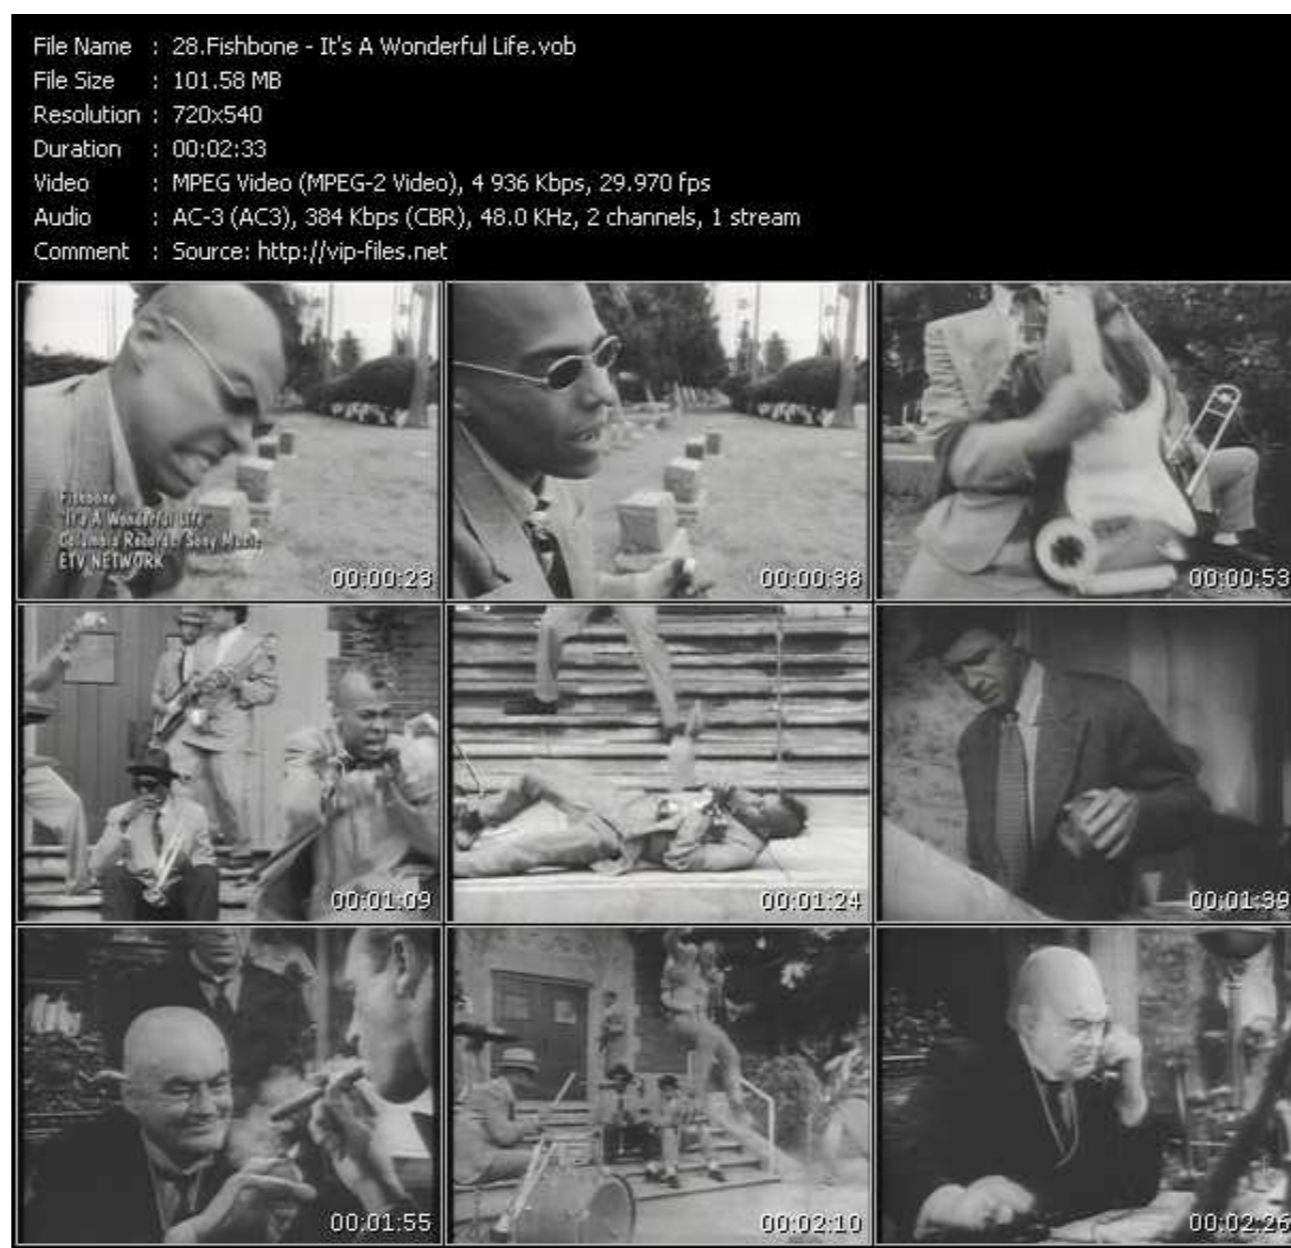 File Name : 28.Fishbone - It's A Wonderful Life.vob
File Size : 101.58 MB
Resolution : 720x540
Duration : 00:02:33
Video : MPEG Video (MPEG-2 Video), 4 936 Kbps, 29.970 fps
Audio : AC-3 (AC3), 384 Kbps (CBR), 48.0 KHz, 2 channels, 1 stream
Comment : Source: http://vip-files.net
Fishbone
"It's A Wonderful Life"
Columbia Records/Sony Music
ETV NETWORK
00:00:23
00:00:38
00:00:53
00:01:09
00:01:24
00:01:39
00:01:55
00:02:10
00:02:26